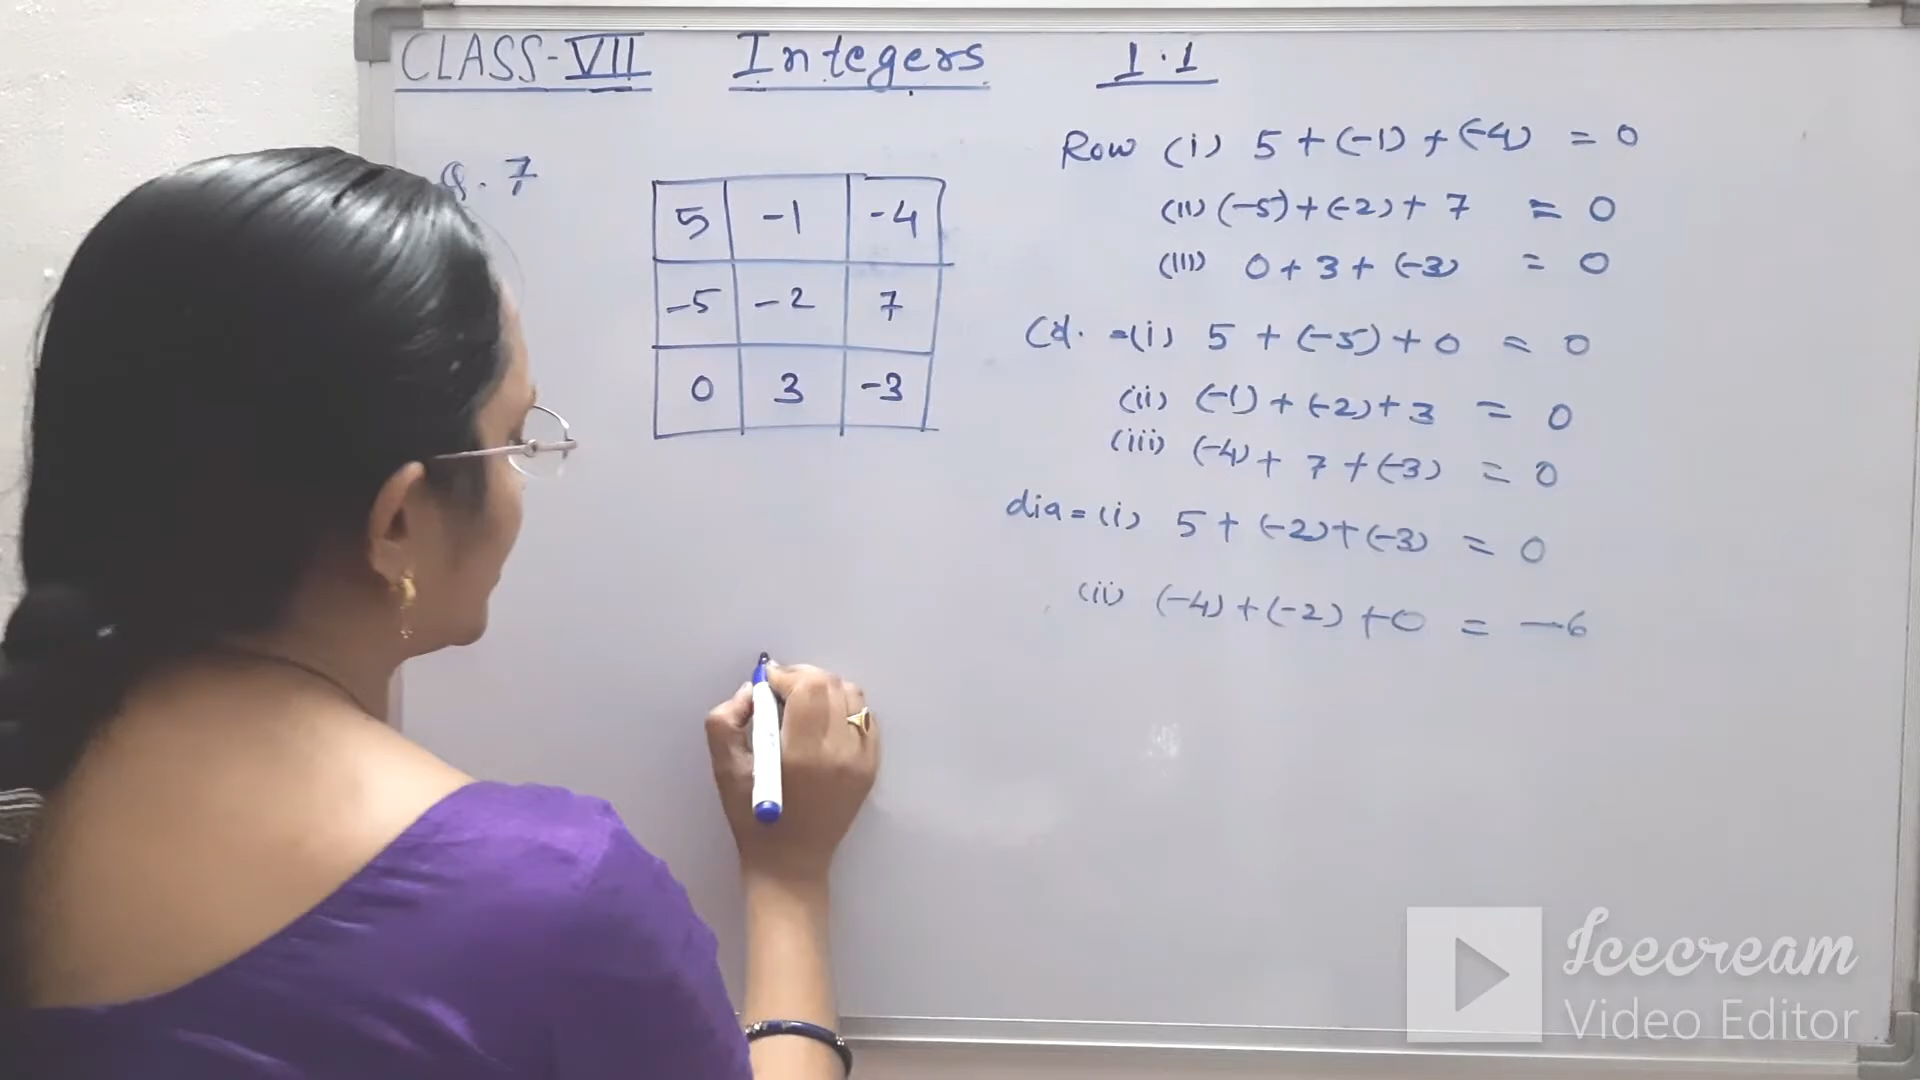 CLASS-VII Integers 1.1
Q. 7
5 -1 -4
-5 -2 7
0 3 -3
Row (i) 5 + (-1) + (-4) = 0
(ii) (-5) + (-2) + 7 = 0
(iii) 0 + 3 + (-3) = 0
Col. = (i) 5 + (-5) + 0 = 0
(ii) (-1) + (-2) + 3 = 0
(iii) (-4) + 7 + (-3) = 0
dia = (i) 5 + (-2) + (-3) = 0
(ii) (-4) + (-2) + 0 = -6
Icecream
Video Editor